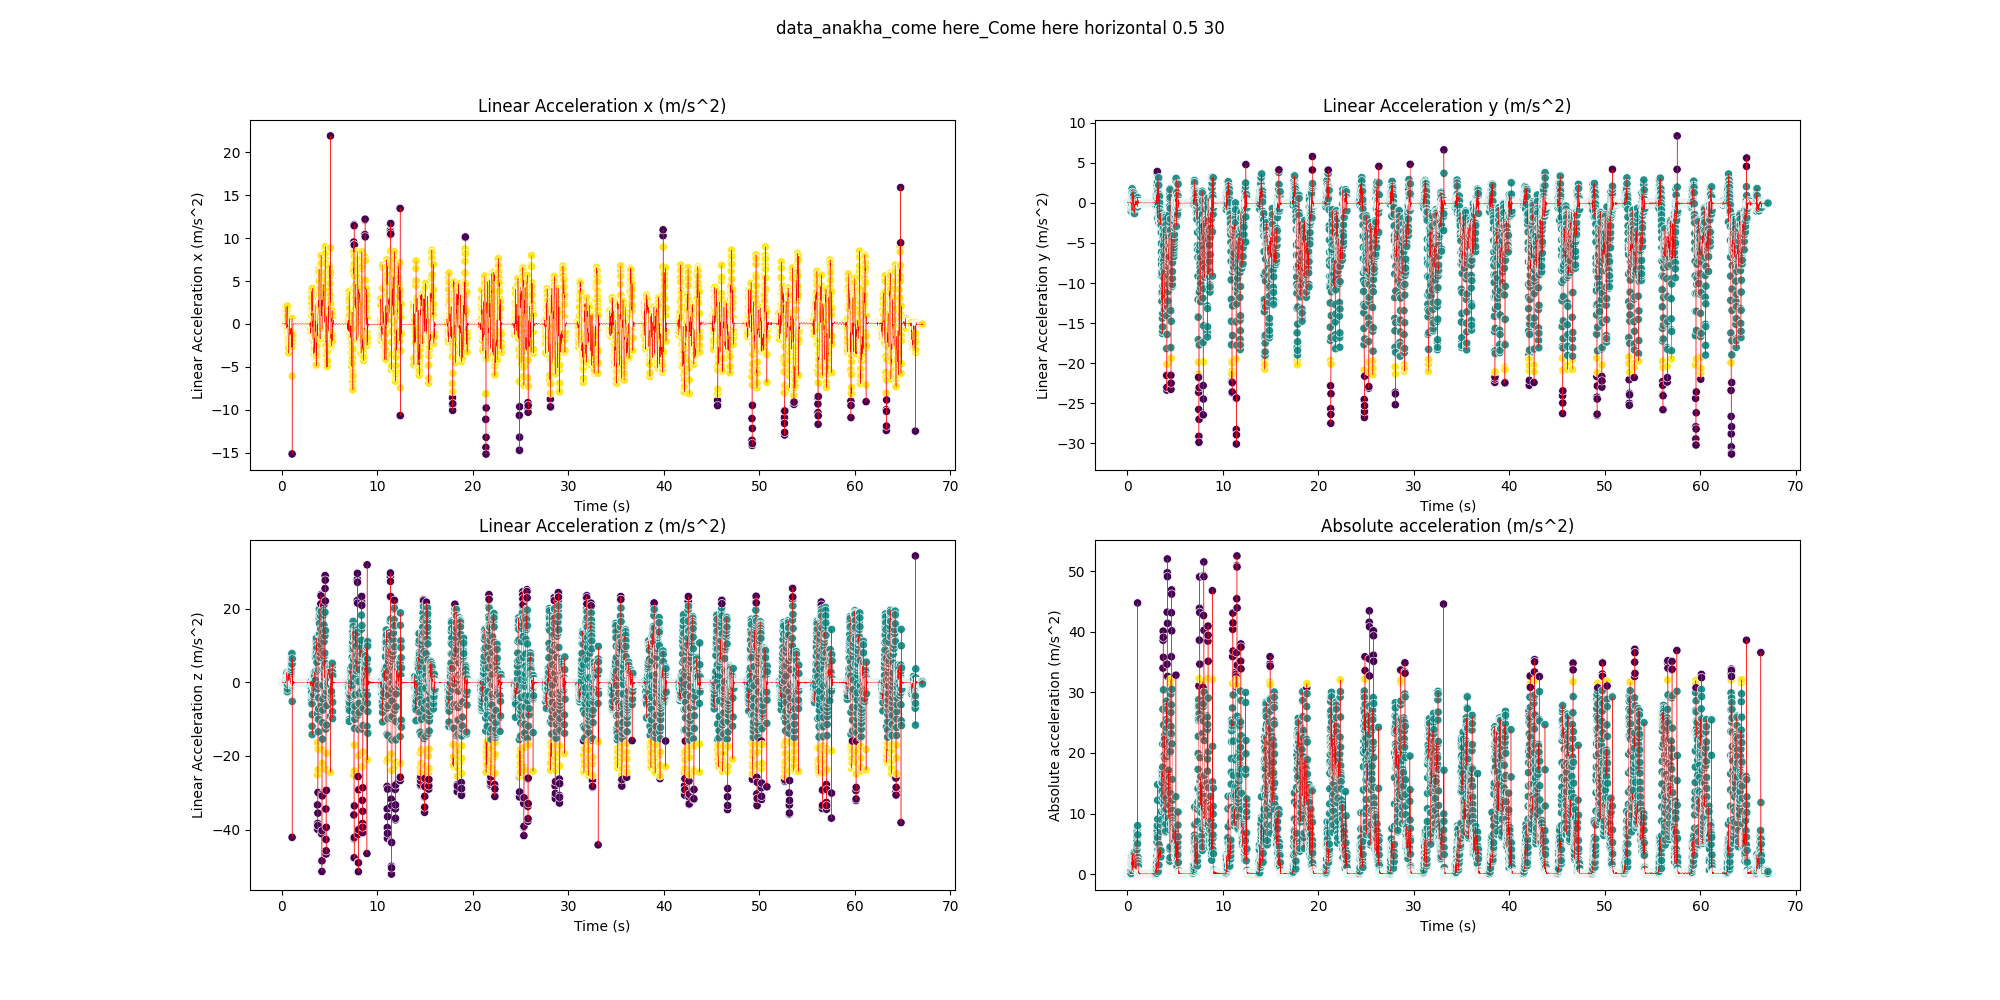 data_anakha_come here_Come here horizontal 0.5 30
Linear Acceleration x (m/s^2)
Linear Acceleration x (m/s^2)
20
15
10
5
0
−5
−10
−15
0 10 20 30 40 50 60 70
Time (s)
Linear Acceleration y (m/s^2)
Linear Acceleration y (m/s^2)
10
5
0
−5
−10
−15
−20
−25
−30
0 10 20 30 40 50 60 70
Time (s)
Linear Acceleration z (m/s^2)
Linear Acceleration z (m/s^2)
20
0
−20
−40
0 10 20 30 40 50 60 70
Time (s)
Absolute acceleration (m/s^2)
Absolute acceleration (m/s^2)
50
40
30
20
10
0
0 10 20 30 40 50 60 70
Time (s)